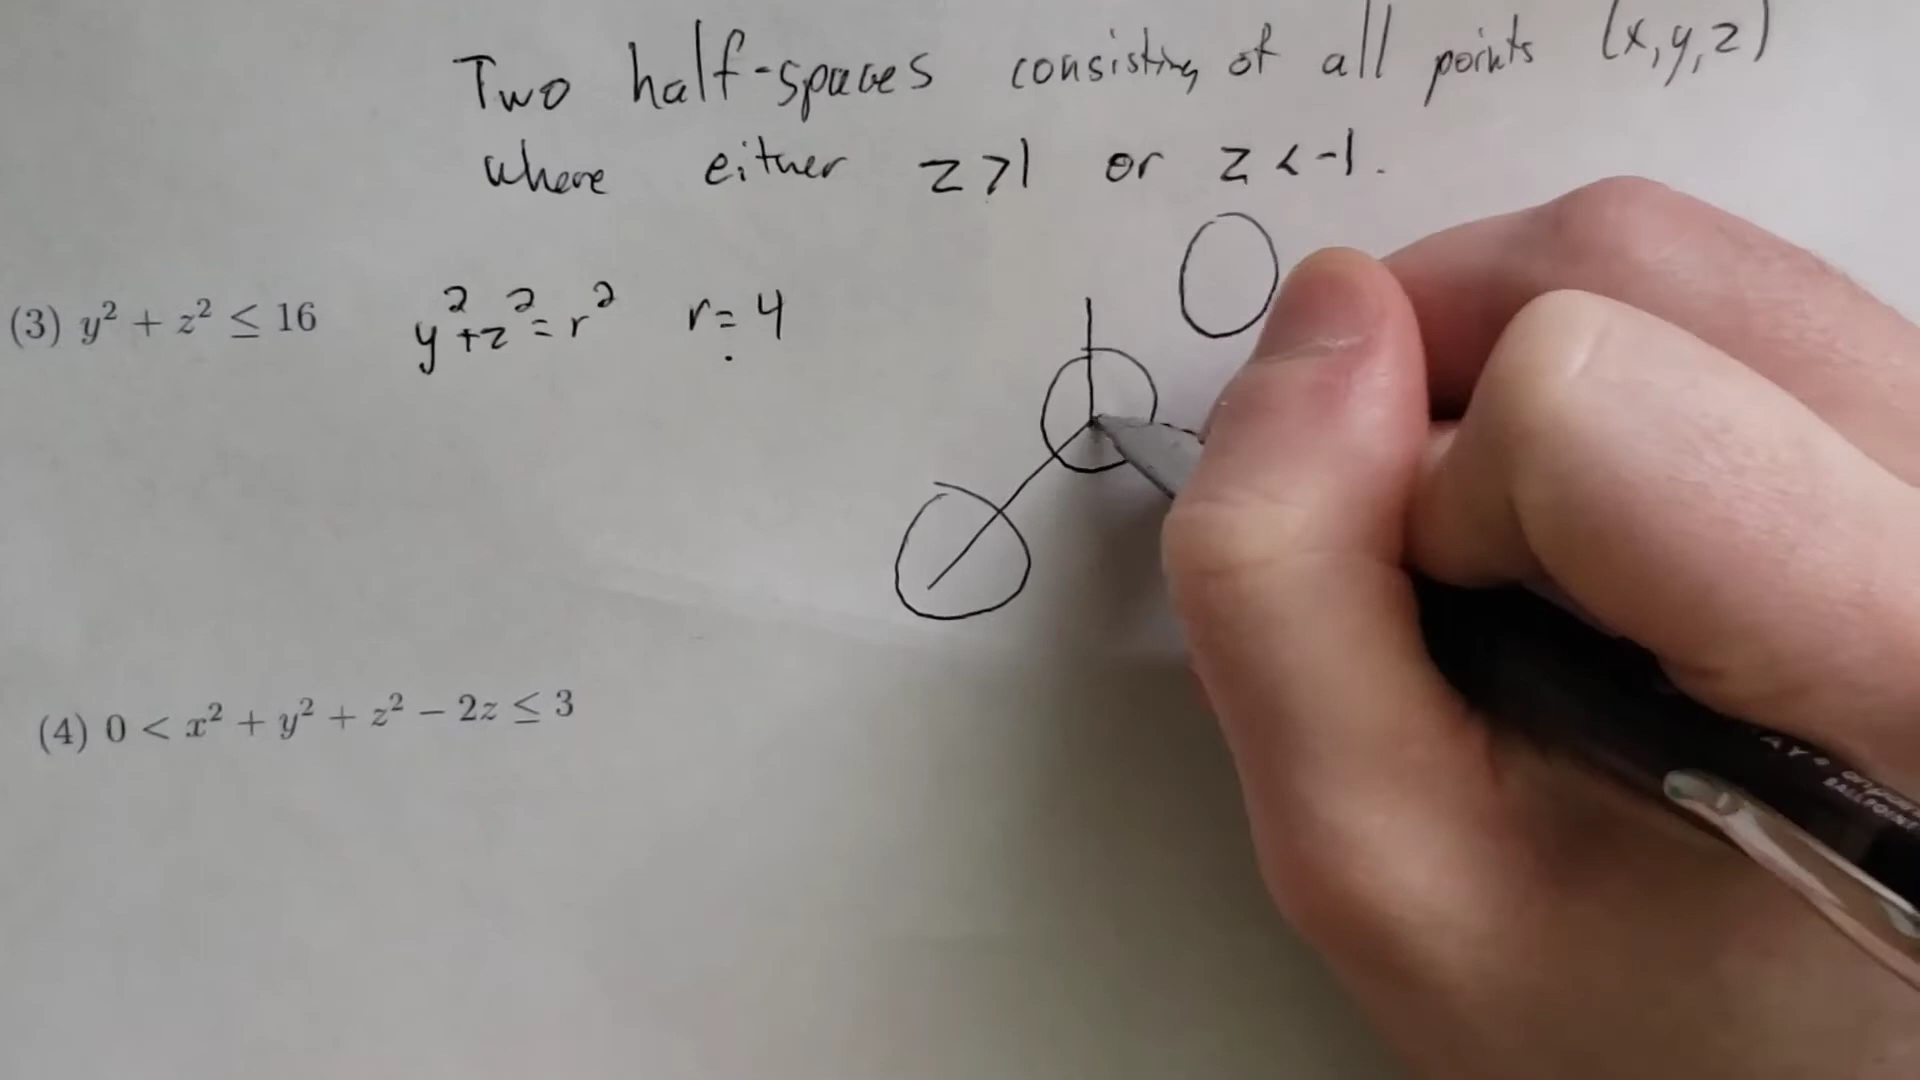 Two half-spaces consisting of all points (x,y,z)
where either z>1 or z<-1.
(3) y² + z² ≤ 16 y²+z²=r² r=4
(4) 0 < x² + y² + z² − 2z ≤ 3
BALLPOINT